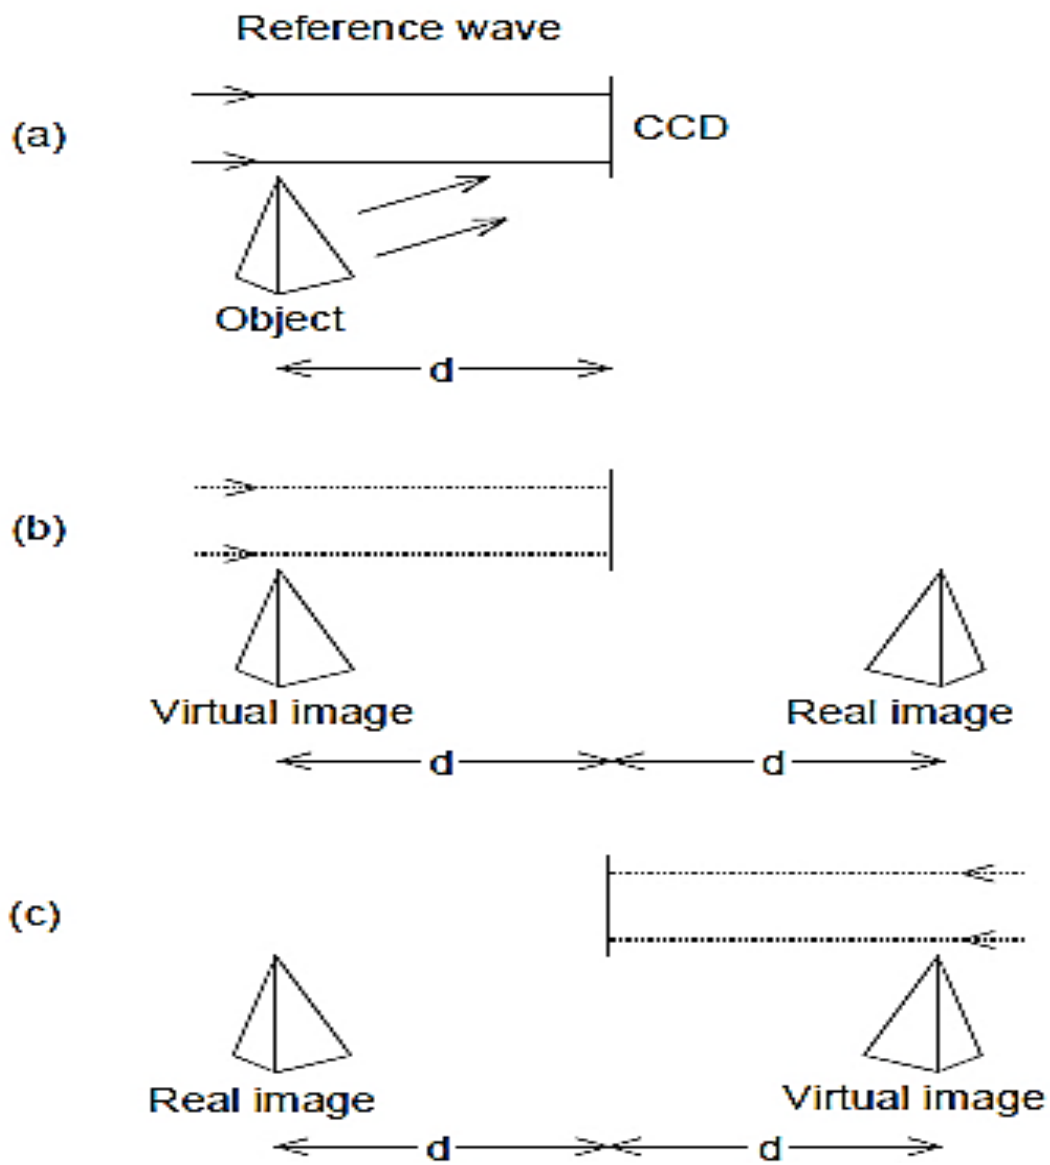 Reference wave
(a)
CCD
Object
d
(b)
Virtual image
Real image
d
d
(c)
Real image
Virtual image
d
d